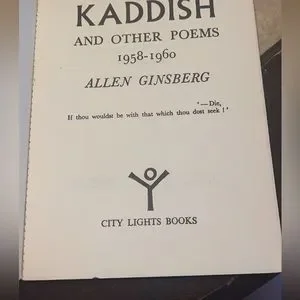 KADDISH
AND OTHER POEMS
1958-1960
ALLEN GINSBERG
'—Die,
If thou wouldst be with that which thou dost seek!'
CITY LIGHTS BOOKS